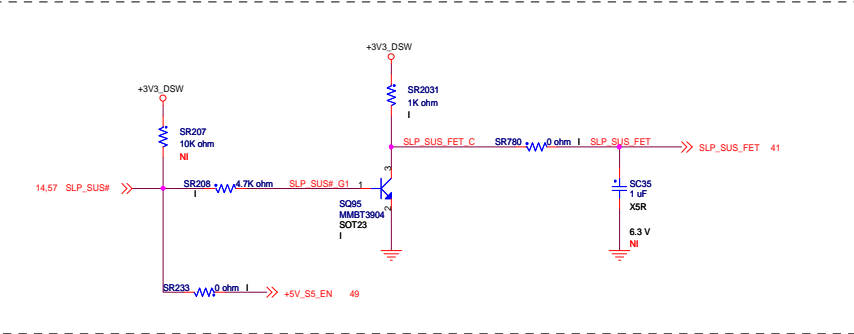 +3V3_DSW
SR2031
1K ohm
I
+3V3_DSW
SR207
10K ohm
NI
SLP_SUS_FET_C
SR780
0 ohm
I
SLP_SUS_FET
SLP_SUS_FET
41
3
14,57
SLP_SUS#
SR208
4.7K ohm
I
SLP_SUS#_G1
1
2
SQ95
MMBT3904
SOT23
I
SC35
1 uF
X5R
6.3 V
NI
SR233
0 ohm
I
+5V_S5_EN
49